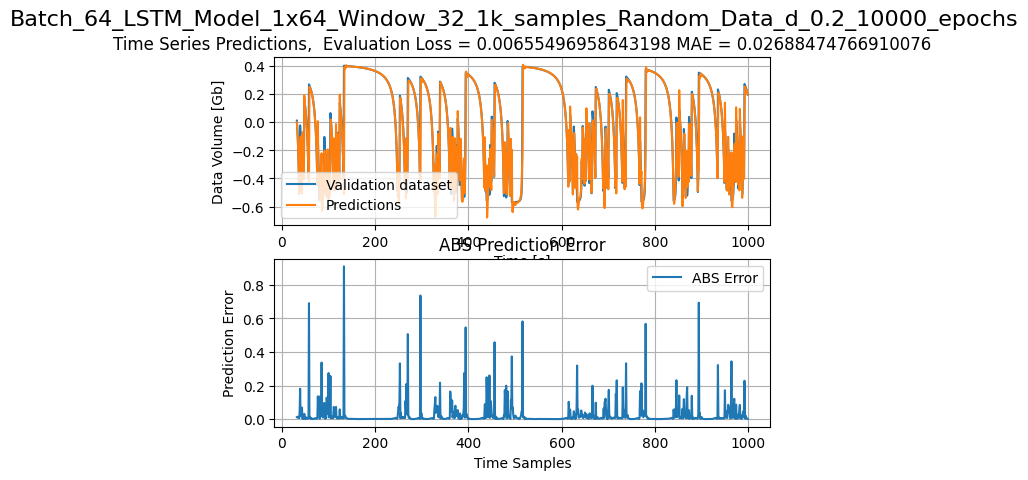 Batch_64_LSTM_Model_1x64_Window_32_1k_samples_Random_Data_d_0.2_10000_epochs
Time Series Predictions,  Evaluation Loss = 0.00655496958643198 MAE = 0.02688474766910076
Data Volume [Gb]
0.4
0.2
0.0
−0.2
−0.4
−0.6
Validation dataset
Predictions
0
200
400
600
800
1000
Time [s]
ABS Prediction Error
Prediction Error
0.8
0.6
0.4
0.2
0.0
ABS Error
0
200
400
600
800
1000
Time Samples